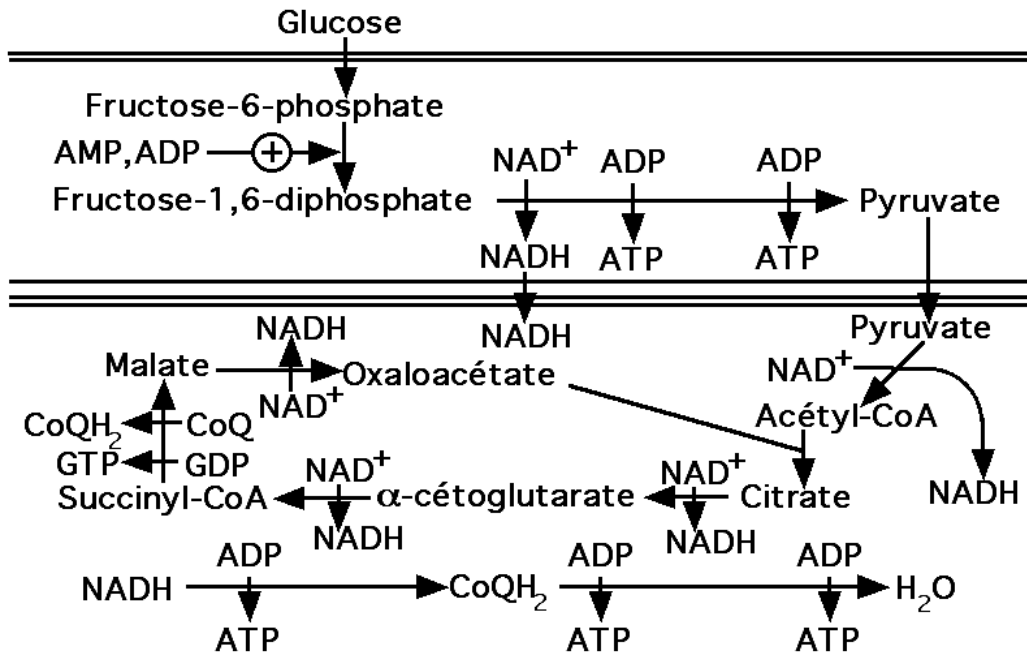 Glucose
Fructose-6-phosphate
AMP,ADP +
NAD+ ADP ADP
Fructose-1,6-diphosphate Pyruvate
NADH ATP ATP
NADH NADH Pyruvate
Malate Oxaloacétate NAD+
NAD+
CoQH2 CoQ Acétyl-CoA
GTP GDP NAD+ NAD+
Succinyl-CoA α-cétoglutarate Citrate NADH
NADH NADH
ADP ADP ADP
NADH CoQH2 H2O
ATP ATP ATP